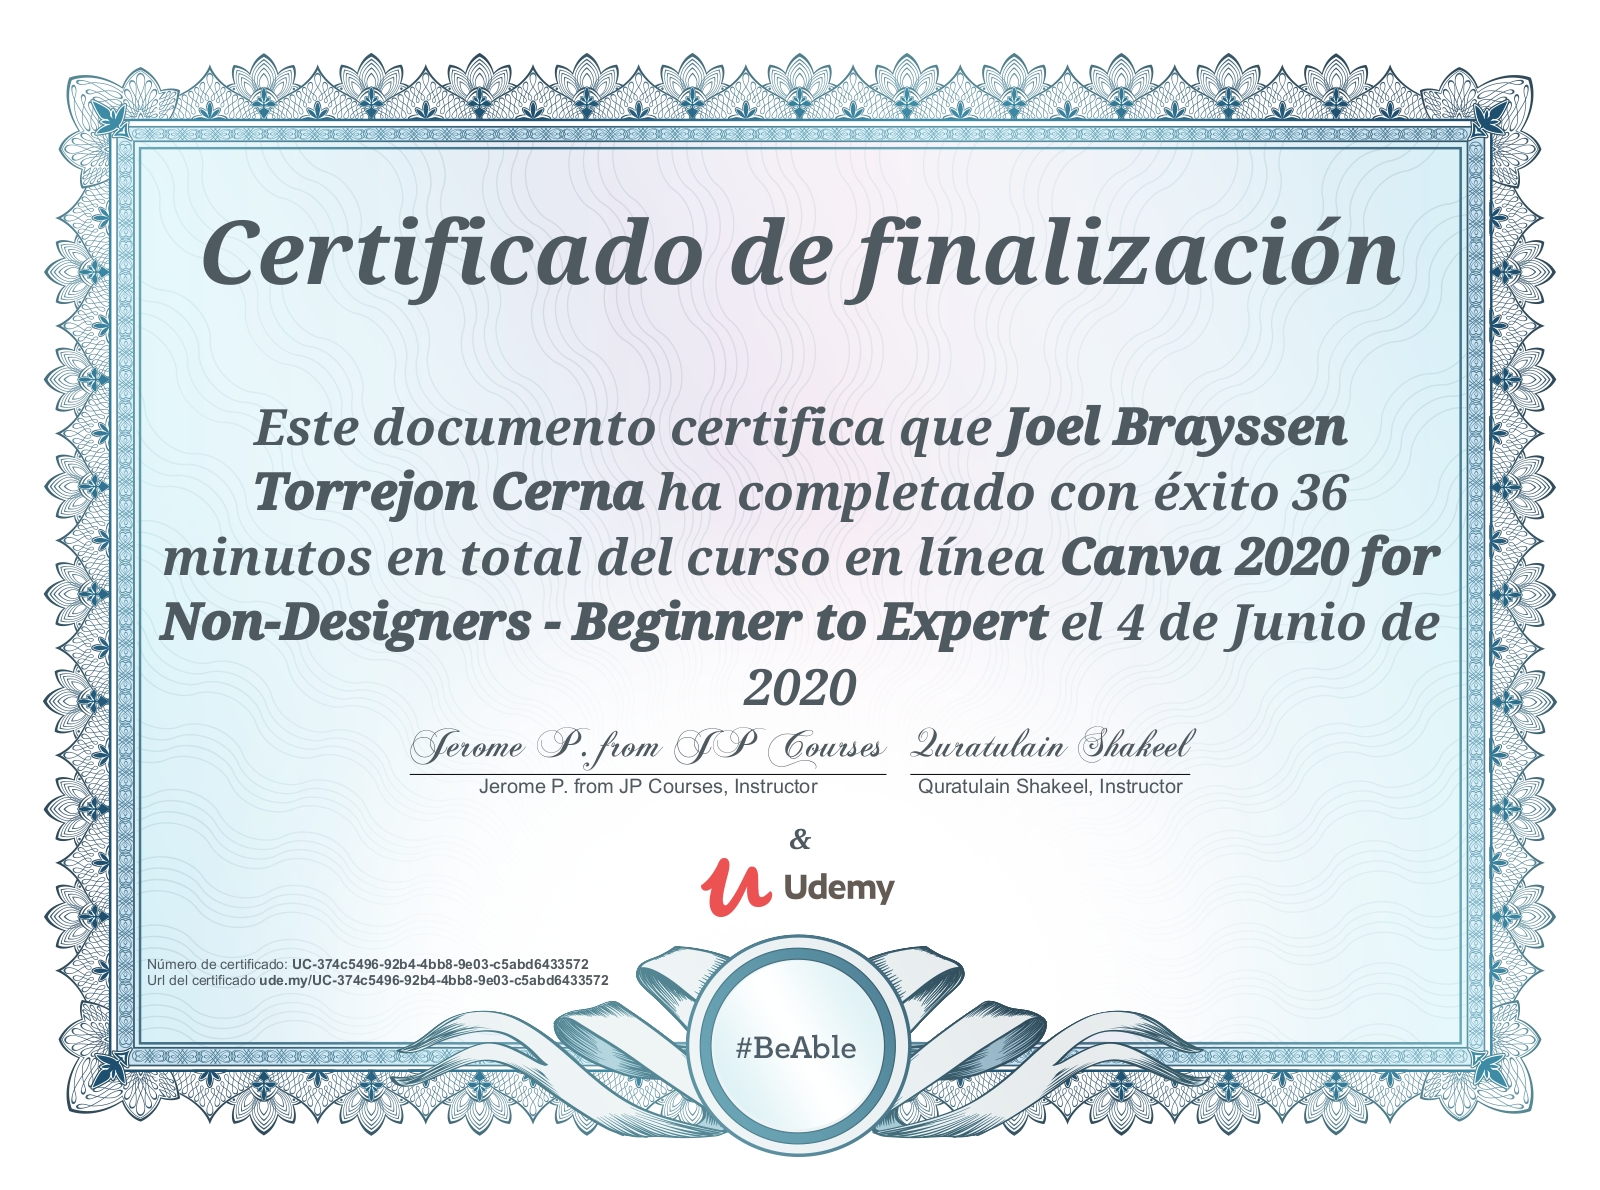 Certificado de finalización
Este documento certifica que Joel Brayssen
Torrejon Cerna ha completado con éxito 36
minutos en total del curso en línea Canva 2020 for
Non-Designers - Beginner to Expert el 4 de Junio de
2020
Jerome P. from JP Courses Quratulain Shakeel
Jerome P. from JP Courses, Instructor Quratulain Shakeel, Instructor
&
Udemy
Número de certificado: UC-374c5496-92b4-4bb8-9e03-c5abd6433572
Url del certificado ude.my/UC-374c5496-92b4-4bb8-9e03-c5abd6433572
#BeAble